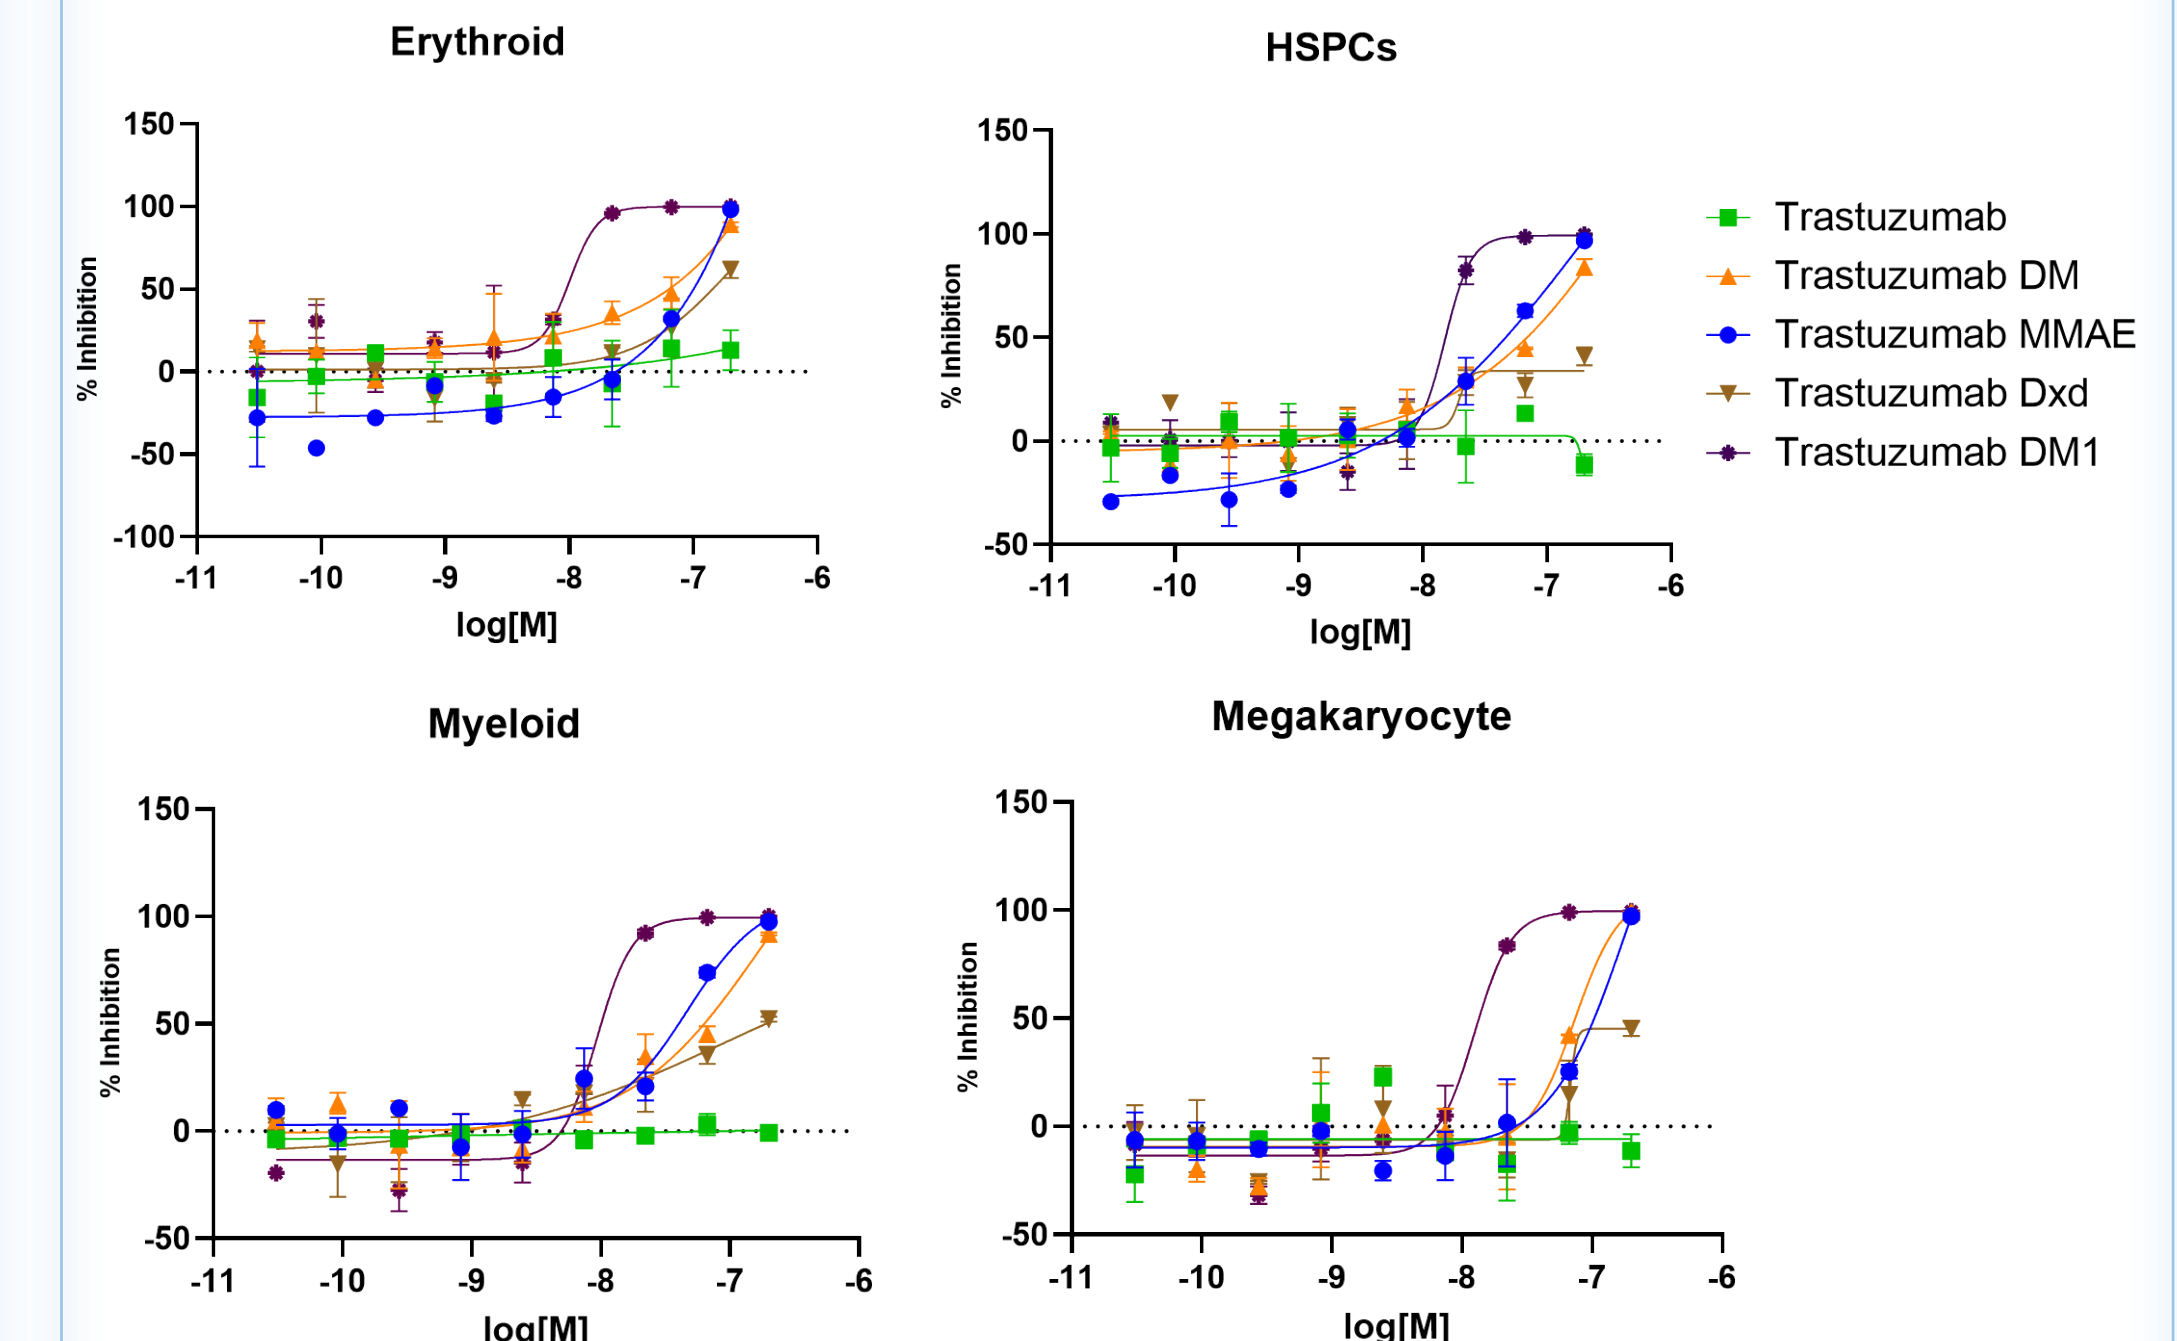 Erythroid
150
100
50
0
-50
-100
% Inhibition
-11 -10 -9 -8 -7 -6
log[M]
HSPCs
150
100
50
0
-50
% Inhibition
-11 -10 -9 -8 -7 -6
log[M]
Trastuzumab
Trastuzumab DM
Trastuzumab MMAE
Trastuzumab Dxd
Trastuzumab DM1
Myeloid
150
100
50
0
-50
% Inhibition
-11 -10 -9 -8 -7 -6
log[M]
Megakaryocyte
150
100
50
0
-50
% Inhibition
-11 -10 -9 -8 -7 -6
log[M]